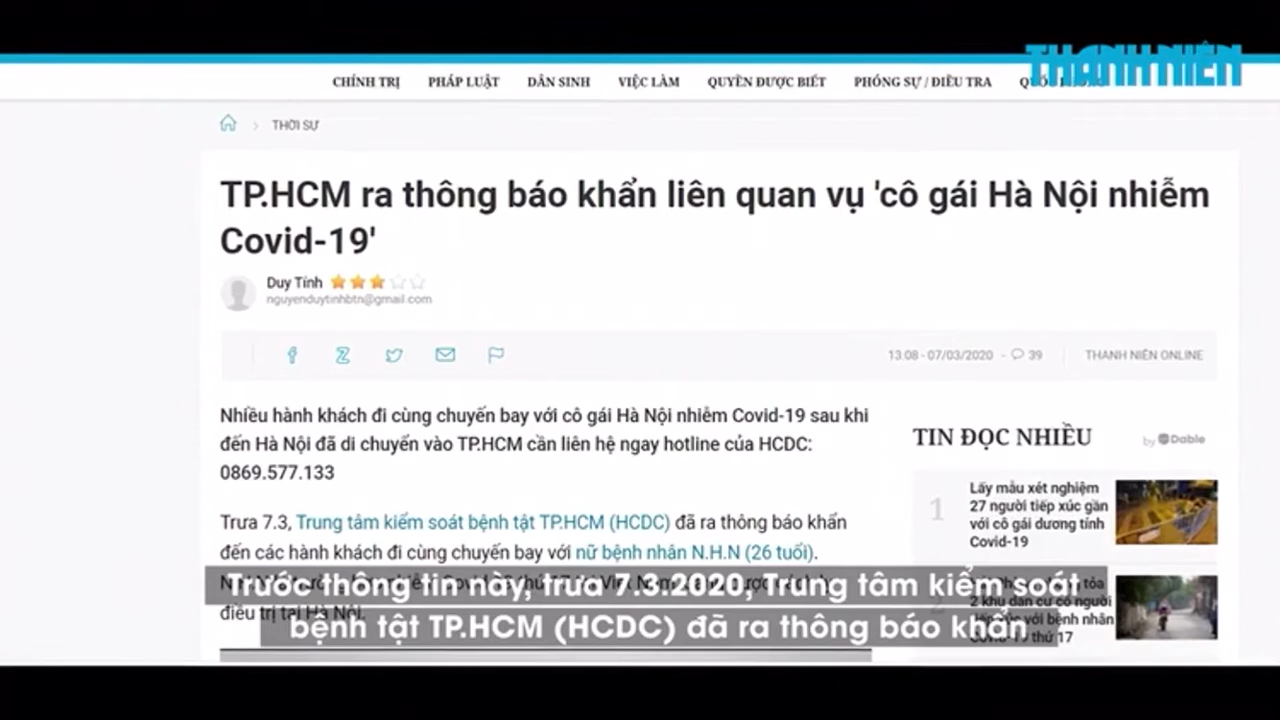 THANH NIÊN
CHÍNH TRỊ PHÁP LUẬT DÂN SINH VIỆC LÀM QUYỀN ĐƯỢC BIẾT PHÓNG SỰ / ĐIỀU TRA
THỜI SỰ
TP.HCM ra thông báo khẩn liên quan vụ 'cô gái Hà Nội nhiễm
Covid-19'
Duy Tính
nguyenduytinhbtn@gmail.com
13:08 - 07/03/2020 - 39 THANH NIÊN ONLINE
Nhiều hành khách đi cùng chuyến bay với cô gái Hà Nội nhiễm Covid-19 sau khi
đến Hà Nội đã di chuyển vào TP.HCM cần liên hệ ngay hotline của HCDC:
0869.577.133
Trưa 7.3, Trung tâm kiểm soát bệnh tật TP.HCM (HCDC) đã ra thông báo khẩn
đến các hành khách đi cùng chuyến bay với nữ bệnh nhân N.H.N (26 tuổi).
điều trị tại Hà Nội.
TIN ĐỌC NHIỀU by Dable
1
Lấy mẫu xét nghiệm
27 người tiếp xúc gần
với cô gái dương tính
Covid-19
2
tỏa
2 khu dân cư có người
với bệnh nhân
Covid-19 thứ 17
Trước thông tin này, trưa 7.3.2020, Trung tâm kiểm soát
bệnh tật TP.HCM (HCDC) đã ra thông báo khẩn